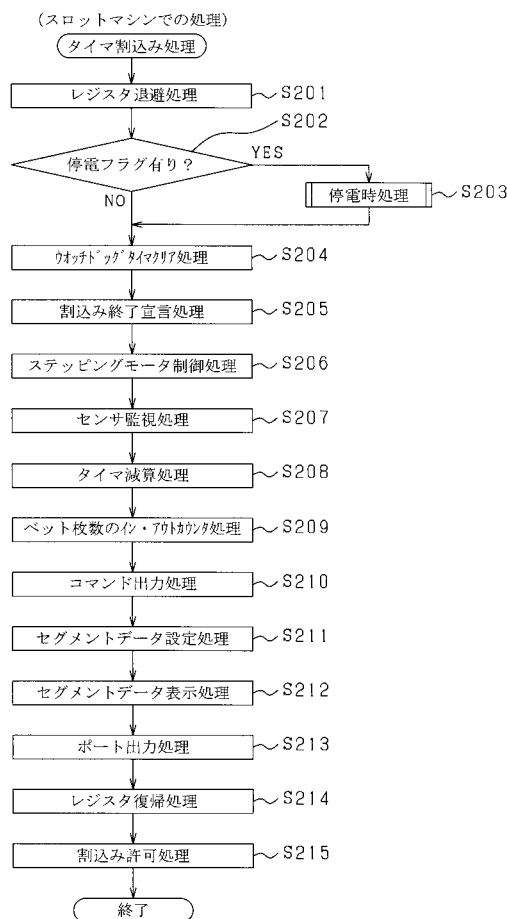 (スロットマシンでの処理)
タイマ割込み処理
レジスタ退避処理 S201
S202
停電フラグ有り?
YES
NO
停電時処理 S203
ｳｵｯﾁﾄﾞｯｸﾞﾀｲﾏｸﾘｱ処理 S204
割込み終了宣言処理 S205
ステッピングモータ制御処理 S206
センサ監視処理 S207
タイマ減算処理 S208
ベット枚数のｲﾝ・ｱｳﾄｶｳﾝﾀ処理 S209
コマンド出力処理 S210
セグメントデータ設定処理 S211
セグメントデータ表示処理 S212
ポート出力処理 S213
レジスタ復帰処理 S214
割込み許可処理 S215
終了